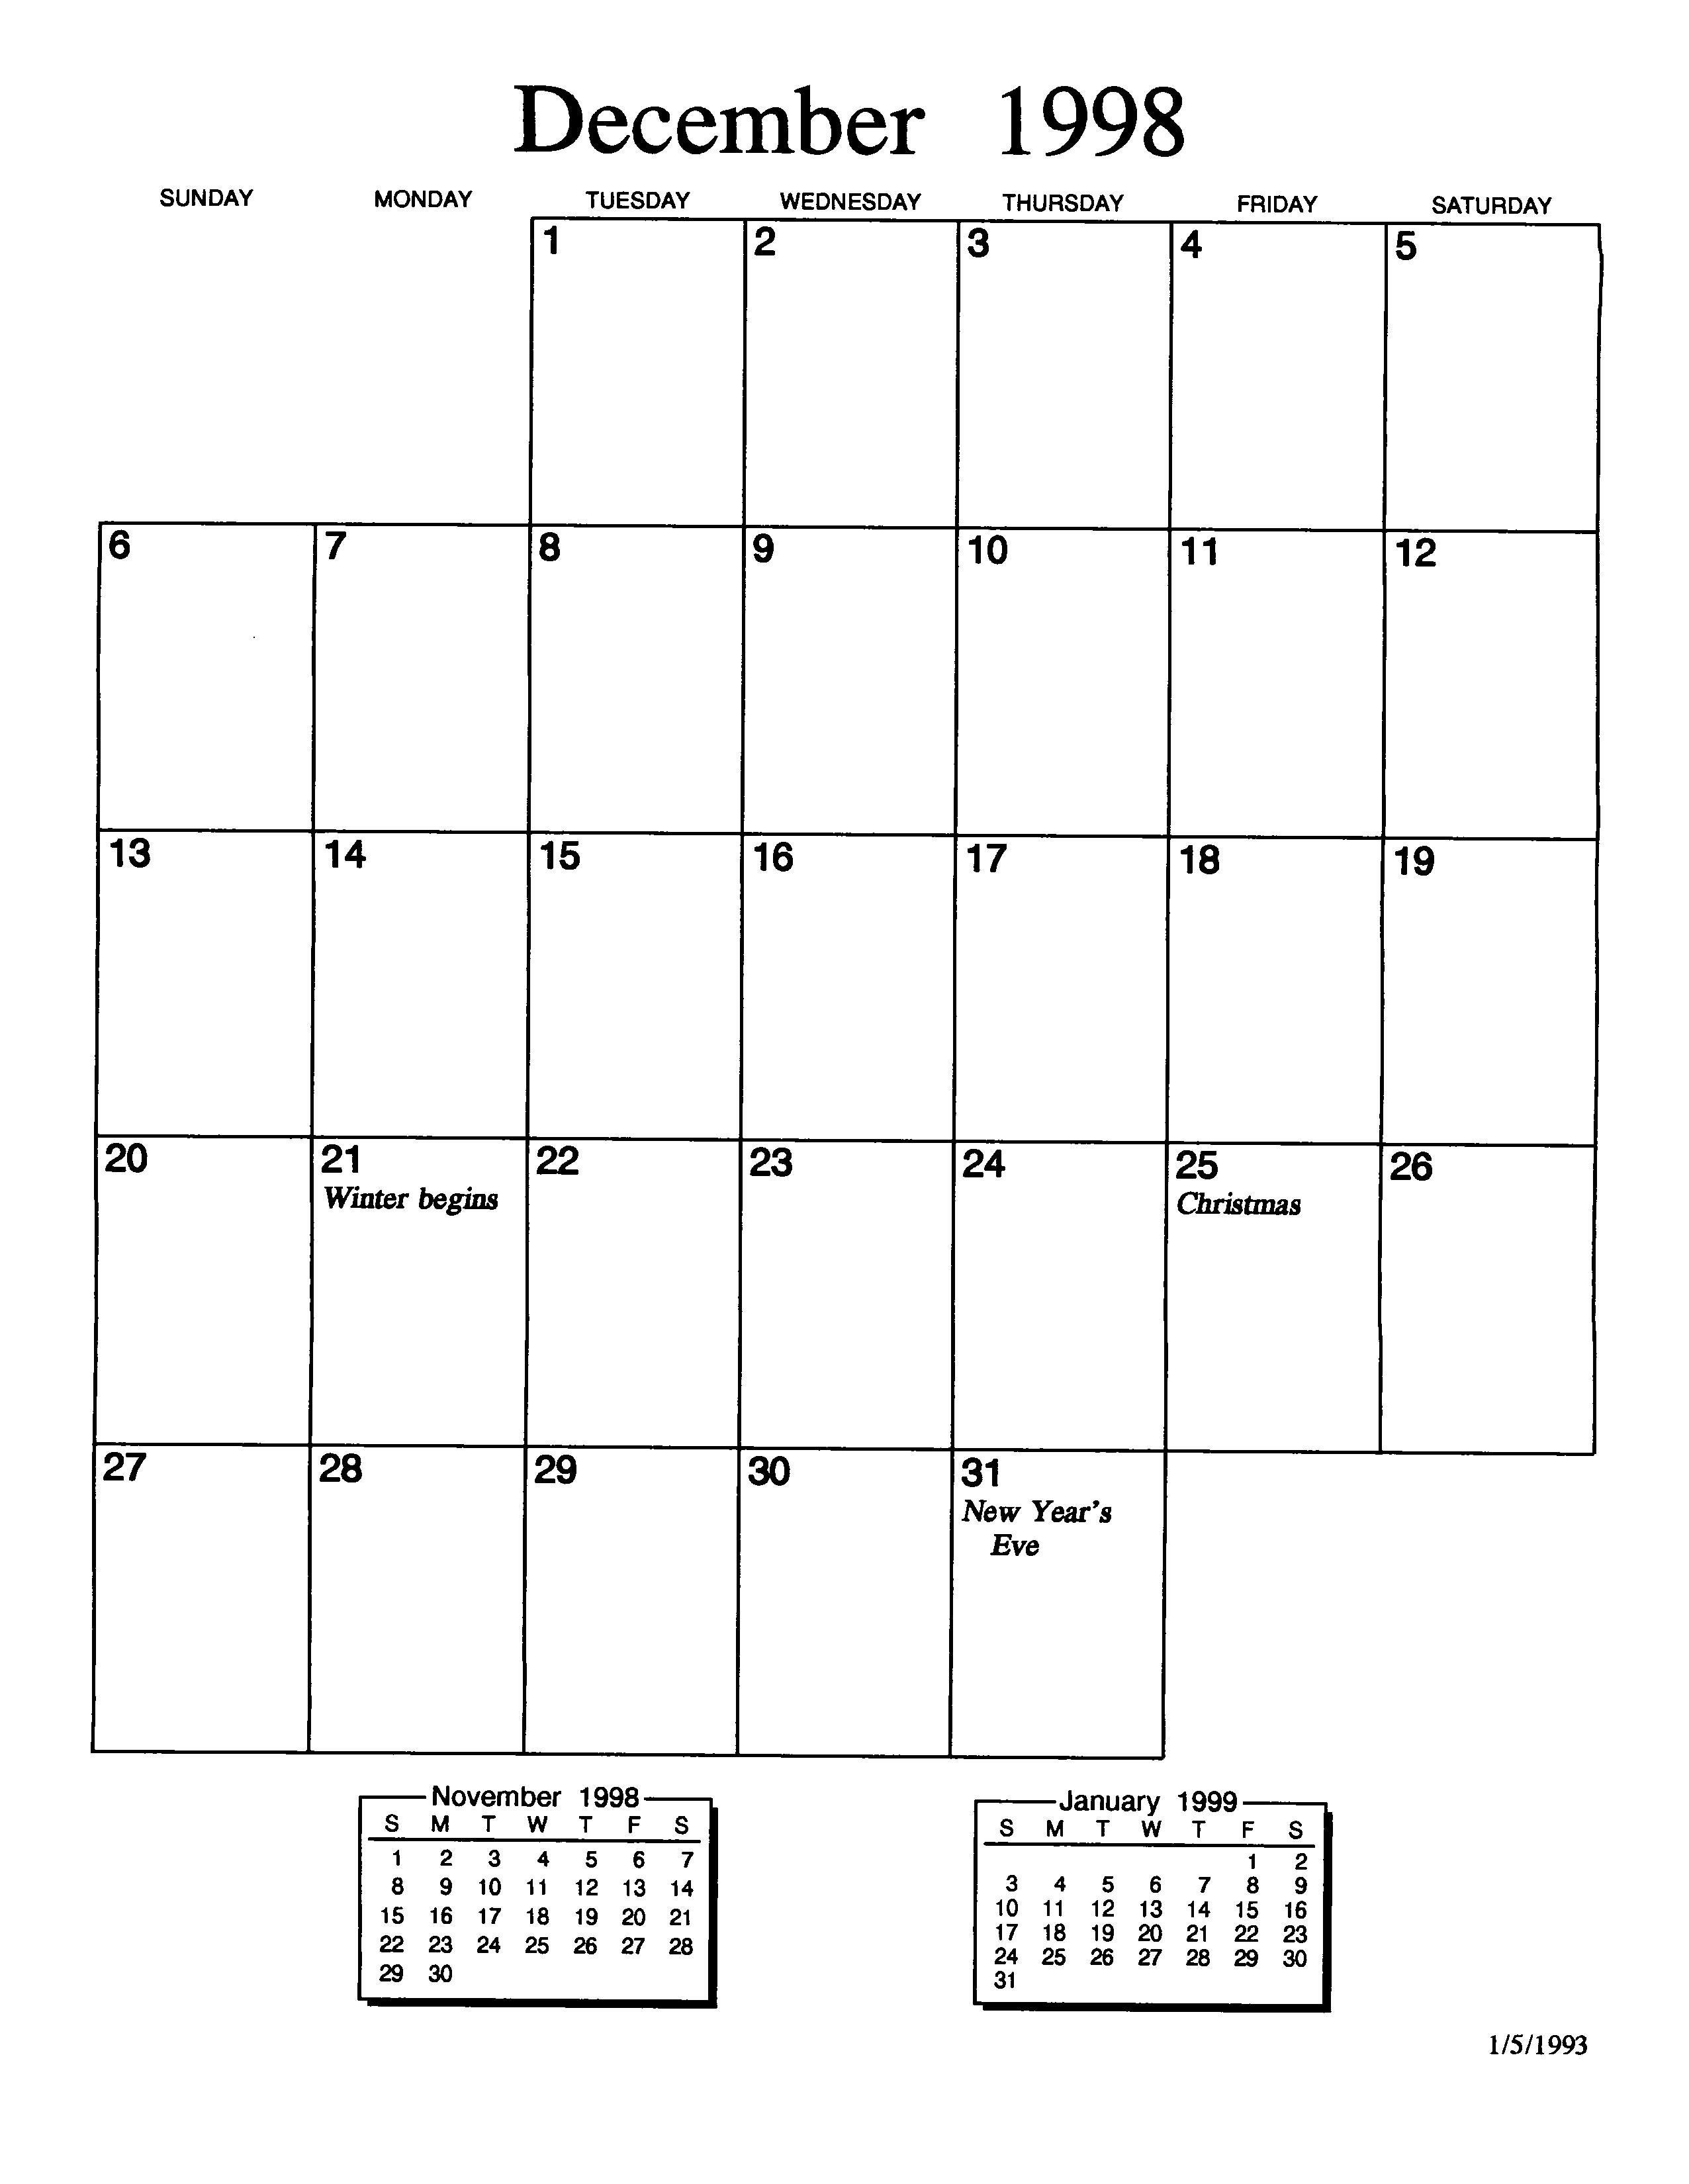 December 1998
SUNDAY MONDAY TUESDAY WEDNESDAY THURSDAY FRIDAY SATURDAY
1 2 3 4 5
6 7 8 9 10 11 12
13 14 15 16 17 18 19
20 21 22 23 24 25 26
Winter begins Christmas
27 28 29 30 31
New Year's
Eve
November 1998
S M T W T F S
1 2 3 4 5 6 7
8 9 10 11 12 13 14
15 16 17 18 19 20 21
22 23 24 25 26 27 28
29 30
January 1999
S M T W T F S
1 2
3 4 5 6 7 8 9
10 11 12 13 14 15 16
17 18 19 20 21 22 23
24 25 26 27 28 29 30
31
1/5/1993